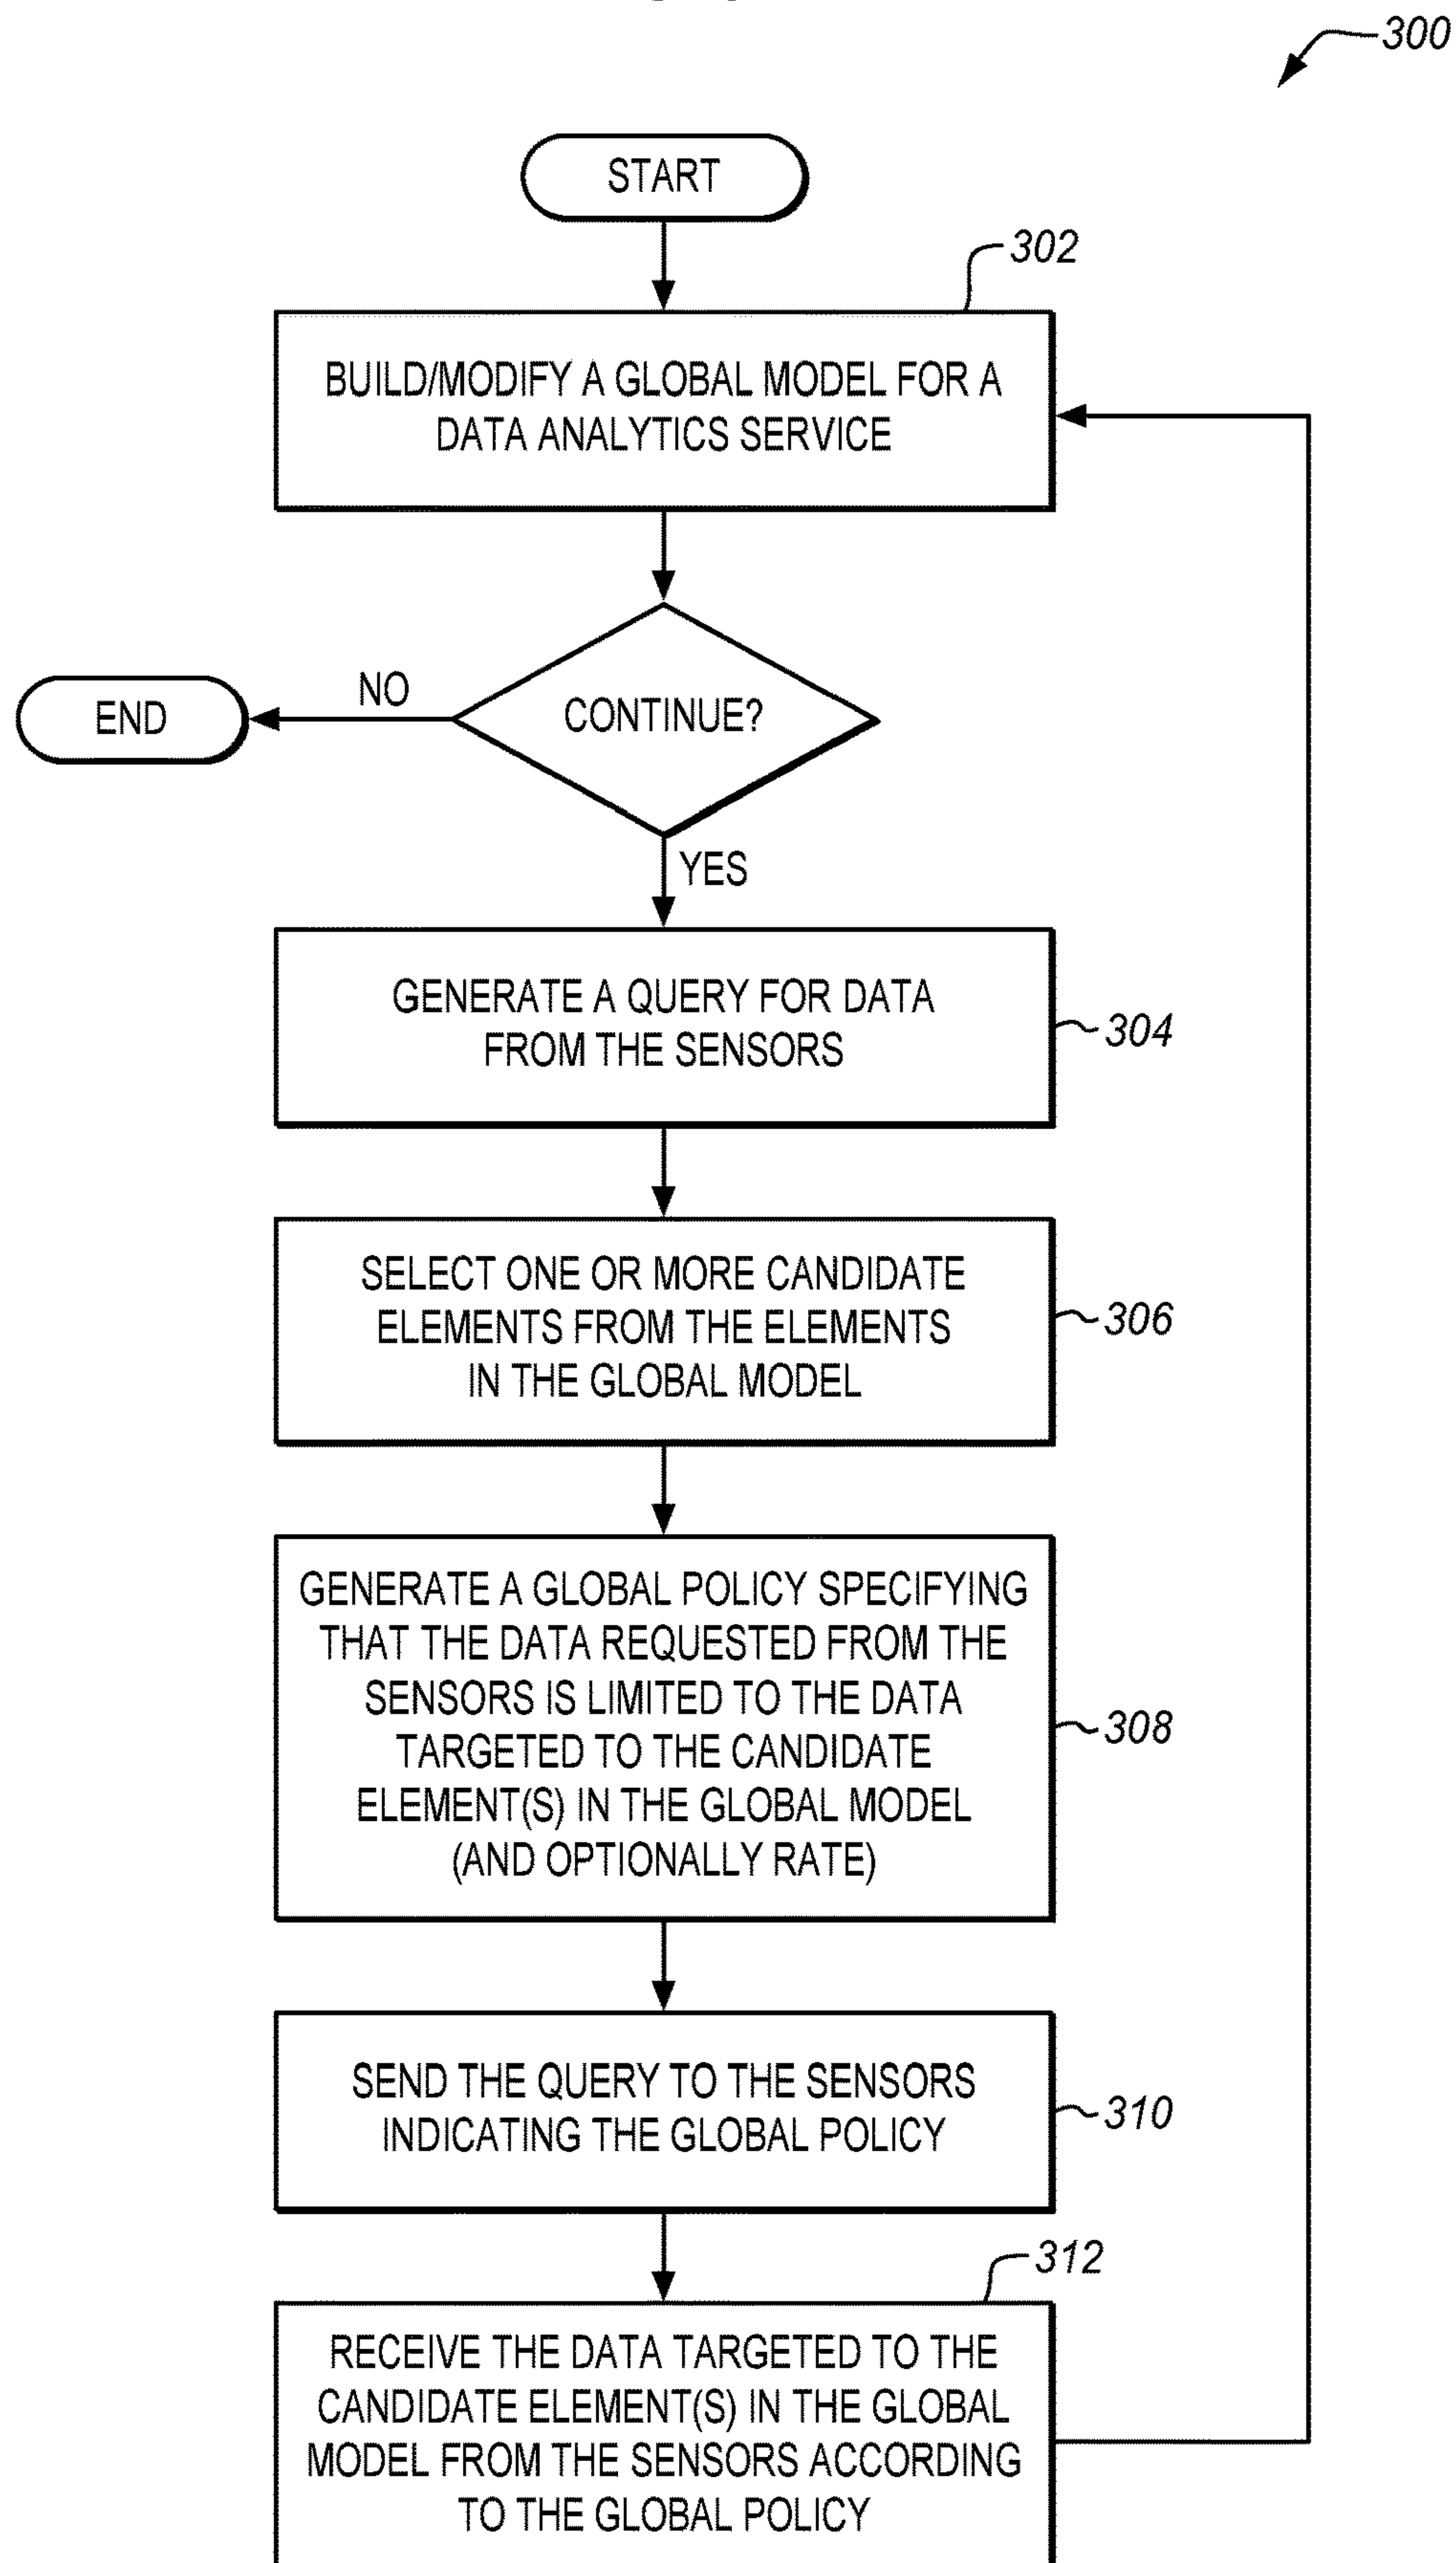 300
START
302
BUILD/MODIFY A GLOBAL MODEL FOR A
DATA ANALYTICS SERVICE
NO
CONTINUE?
END
YES
GENERATE A QUERY FOR DATA
FROM THE SENSORS
304
SELECT ONE OR MORE CANDIDATE
ELEMENTS FROM THE ELEMENTS
IN THE GLOBAL MODEL
306
GENERATE A GLOBAL POLICY SPECIFYING
THAT THE DATA REQUESTED FROM THE
SENSORS IS LIMITED TO THE DATA
TARGETED TO THE CANDIDATE
ELEMENT(S) IN THE GLOBAL MODEL
(AND OPTIONALLY RATE)
308
SEND THE QUERY TO THE SENSORS
INDICATING THE GLOBAL POLICY
310
312
RECEIVE THE DATA TARGETED TO THE
CANDIDATE ELEMENT(S) IN THE GLOBAL
MODEL FROM THE SENSORS ACCORDING
TO THE GLOBAL POLICY